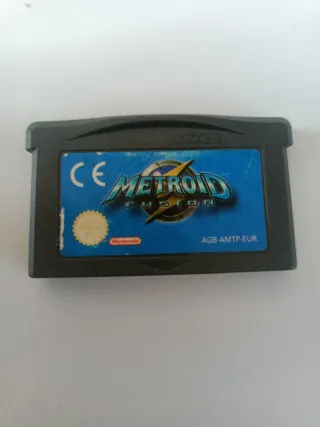 CE
METROID
FUSION
Nintendo
AGB-AMTP-EUR